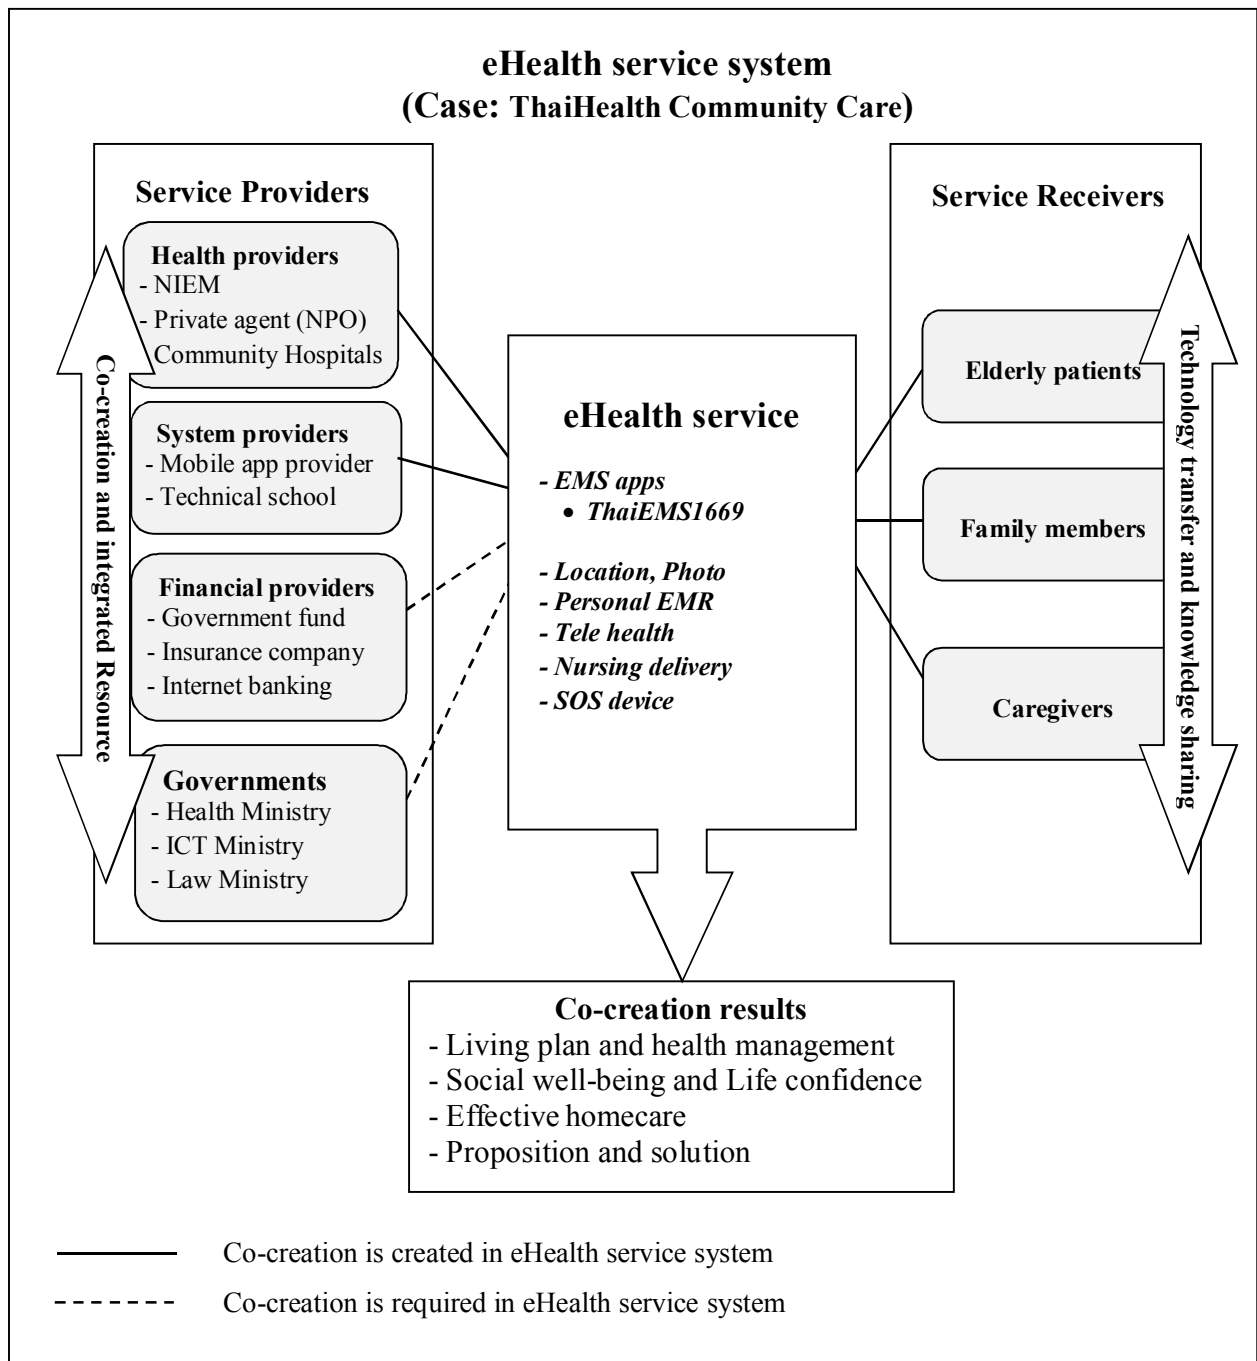 eHealth service system
(Case: ThaiHealth Community Care)
Service Providers
Health providers
- NIEM
- Private agent (NPO)
Community Hospitals
System providers
- Mobile app provider
- Technical school
Financial providers
- Government fund
- Insurance company
- Internet banking
Governments
- Health Ministry
- ICT Ministry
- Law Ministry
Co-creation and integrated Resource
eHealth service
- EMS apps
• ThaiEMS1669
- Location, Photo
- Personal EMR
- Tele health
- Nursing delivery
- SOS device
Service Receivers
Elderly patients
Family members
Caregivers
Technology transfer and knowledge sharing
Co-creation results
- Living plan and health management
- Social well-being and Life confidence
- Effective homecare
- Proposition and solution
Co-creation is created in eHealth service system
Co-creation is required in eHealth service system